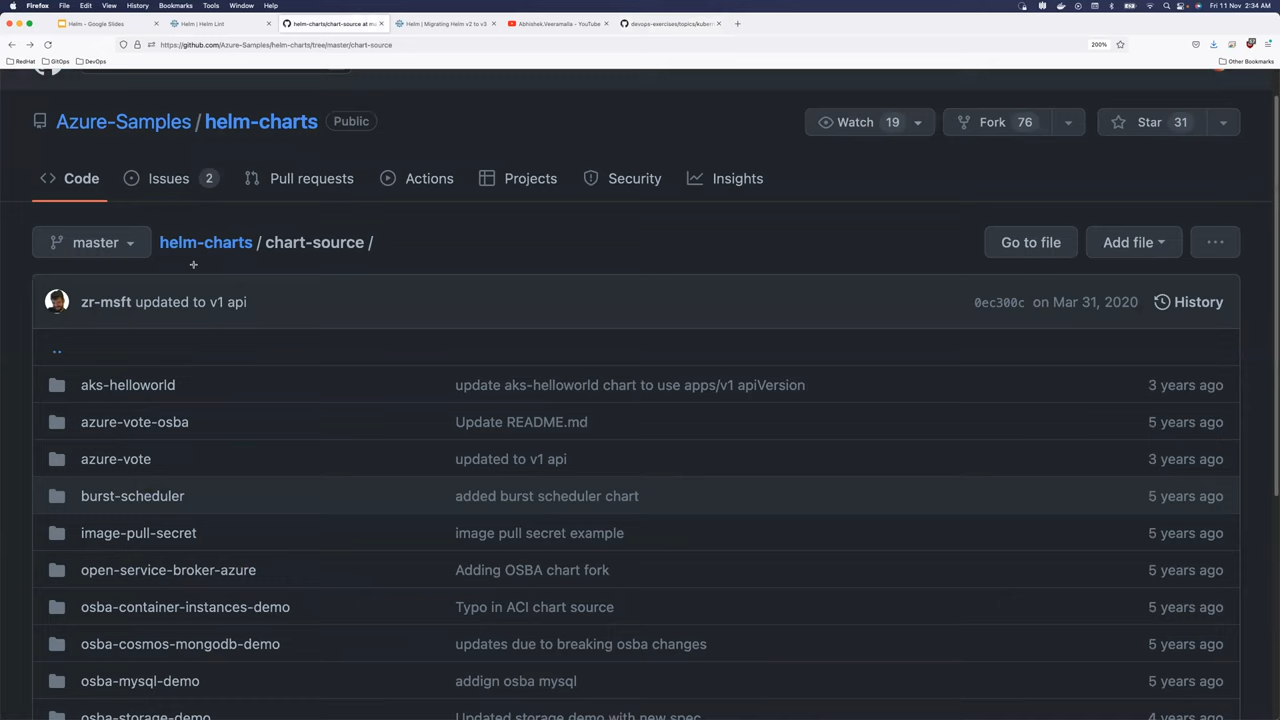 Firefox File Edit View History Bookmarks Tools Window Help Fri 11 Nov 2:34 AM
Helm - Google Slides × Helm | Helm Lint × helm-charts/chart-source at ma × Helm | Migrating Helm v2 to v3 × Abhishek.Veeramalla - YouTube × devops-exercises/topics/kubern × +
https://github.com/Azure-Samples/helm-charts/tree/master/chart-source 200%
RedHat GitOps DevOps Other Bookmarks
Azure-Samples / helm-charts Public Watch 19 Fork 76 Star 31
Code Issues 2 Pull requests Actions Projects Security Insights
master helm-charts / chart-source / Go to file Add file ...
zr-msft updated to v1 api 0ec300c on Mar 31, 2020 History
..
aks-helloworld update aks-helloworld chart to use apps/v1 apiVersion 3 years ago
azure-vote-osba Update README.md 5 years ago
azure-vote updated to v1 api 3 years ago
burst-scheduler added burst scheduler chart 5 years ago
image-pull-secret image pull secret example 5 years ago
open-service-broker-azure Adding OSBA chart fork 5 years ago
osba-container-instances-demo Typo in ACI chart source 5 years ago
osba-cosmos-mongodb-demo updates due to breaking osba changes 5 years ago
osba-mysql-demo addign osba mysql 5 years ago
osba-storage-demo Updated storage demo with new spec 4 years ago